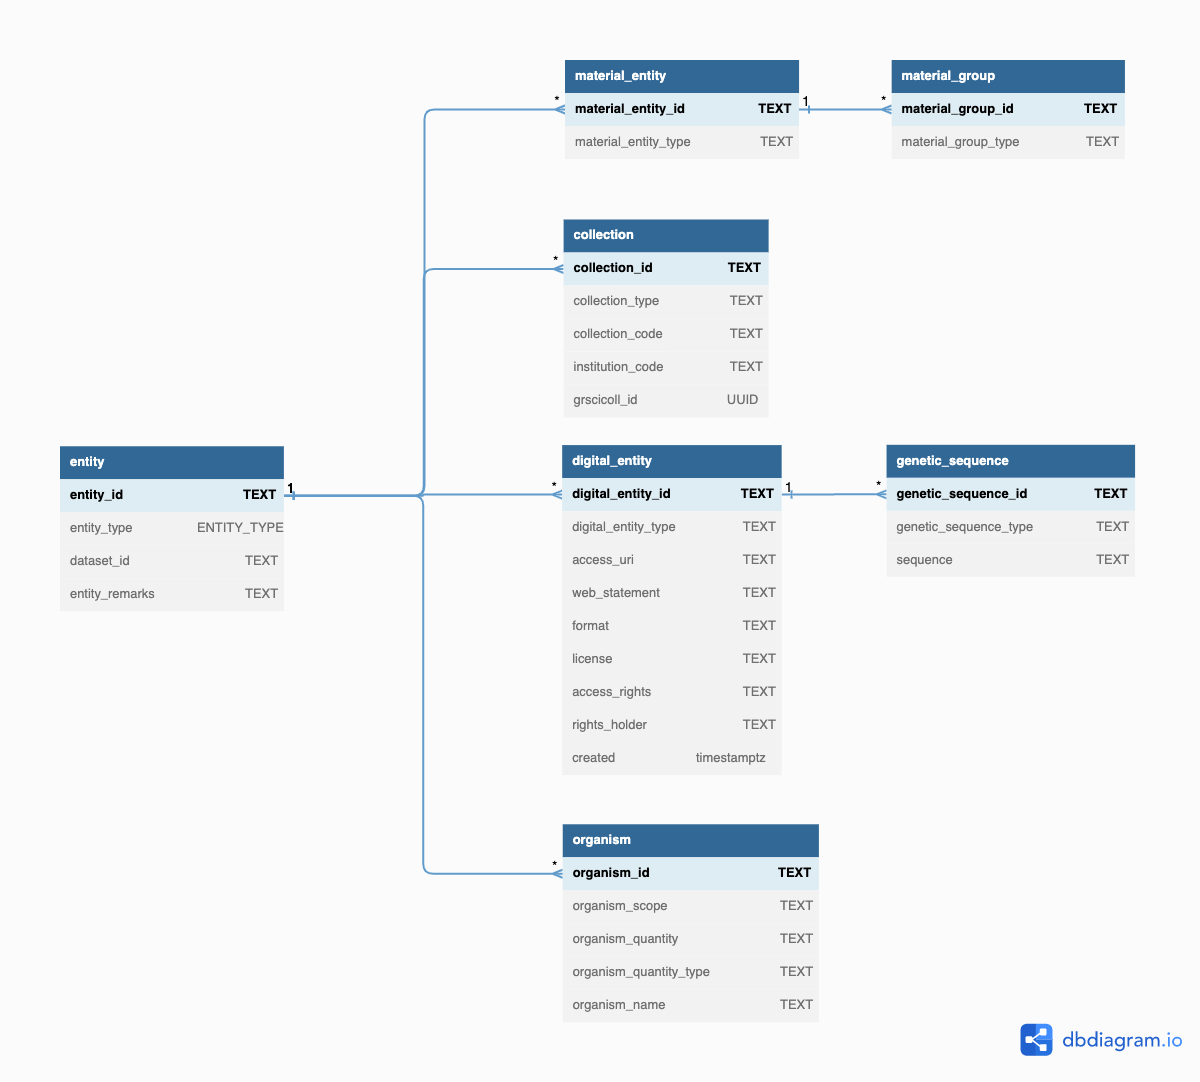 material_entity
* material_entity_id TEXT 1
material_entity_type TEXT
material_group
* material_group_id TEXT
material_group_type TEXT
collection
* collection_id TEXT
collection_type TEXT
collection_code TEXT
institution_code TEXT
grscicoll_id UUID
entity
entity_id TEXT 1
entity_type ENTITY_TYPE
dataset_id TEXT
entity_remarks TEXT
digital_entity
* digital_entity_id TEXT 1
digital_entity_type TEXT
access_uri TEXT
web_statement TEXT
format TEXT
license TEXT
access_rights TEXT
rights_holder TEXT
created timestamptz
genetic_sequence
* genetic_sequence_id TEXT
genetic_sequence_type TEXT
sequence TEXT
organism
* organism_id TEXT
organism_scope TEXT
organism_quantity TEXT
organism_quantity_type TEXT
organism_name TEXT
dbdiagram.io